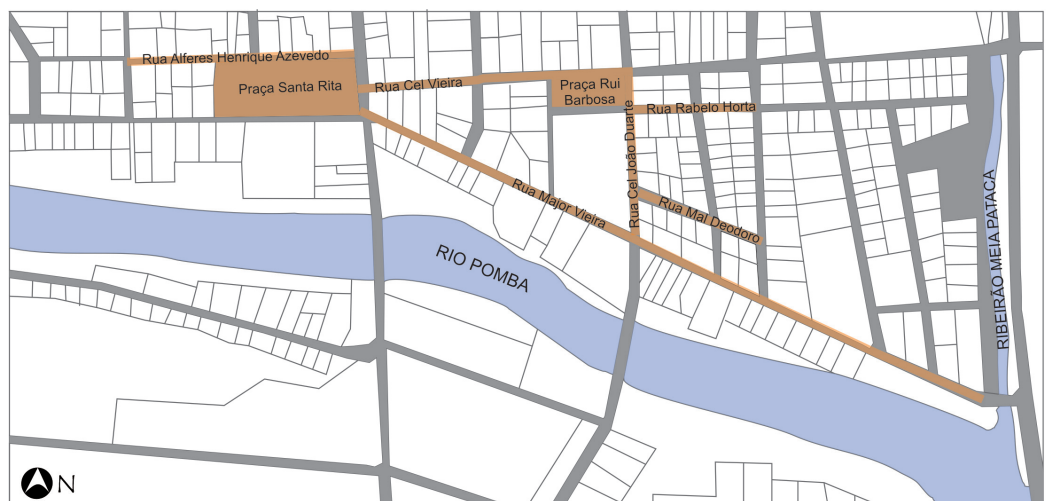 Rua Alferes Henrique Azevedo
Praça Santa Rita
Rua Cel Vieira
Praça Rui
Barbosa
Rua Rabelo Horta
Rua Cel João Duarte
Rua Major Vieira
Rua Mal Deodoro
RIO POMBA
RIBEIRÃO MEIA PATACA
N